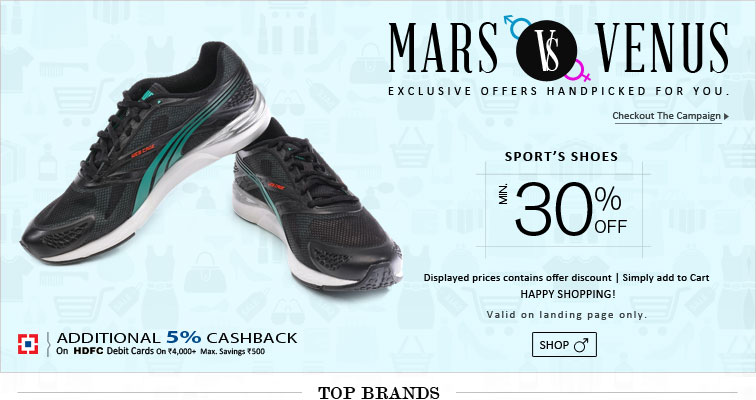 MARS VS VENUS
EXCLUSIVE OFFERS HANDPICKED FOR YOU.
Checkout The Campaign
SPORT'S SHOES
MIN. 30% OFF
Displayed prices contains offer discount | Simply add to Cart
HAPPY SHOPPING!
Valid on landing page only.
SHOP
ADDITIONAL 5% CASHBACK
On HDFC Debit Cards On ₹4,000+ Max. Savings ₹500
TOP BRANDS